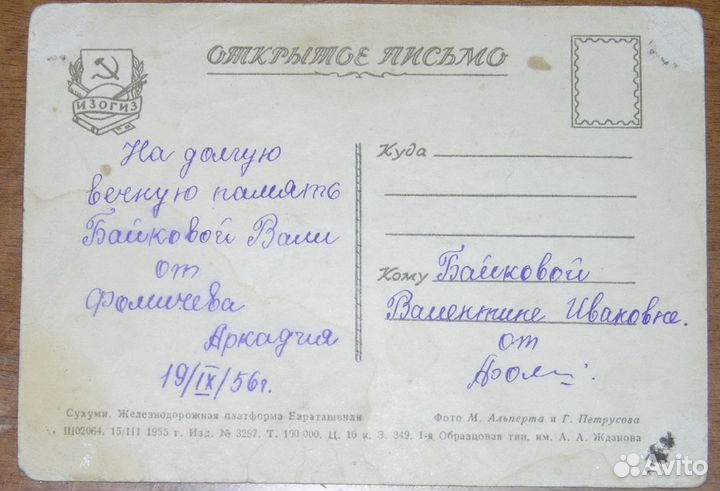 ИЗОГИЗ
ОТКРЫТОЕ ПИСЬМО
На долгую
вечную память
Байковой Вали
от
Фомичева
Аркадия
19/IX/56г.
Куда
Кому Байковой
Валентине Ивановне.
от
Сухуми. Железнодорожная платформа Бараташвили
Фото М. Альперта и Г. Петрусова
Щ02064. 15/III 1955 г. Изд. № 3297. Т. 100 000. Ц. 10 к. З. 349. 1-я Образцовая тип. им. А. А. Жданова
Avito